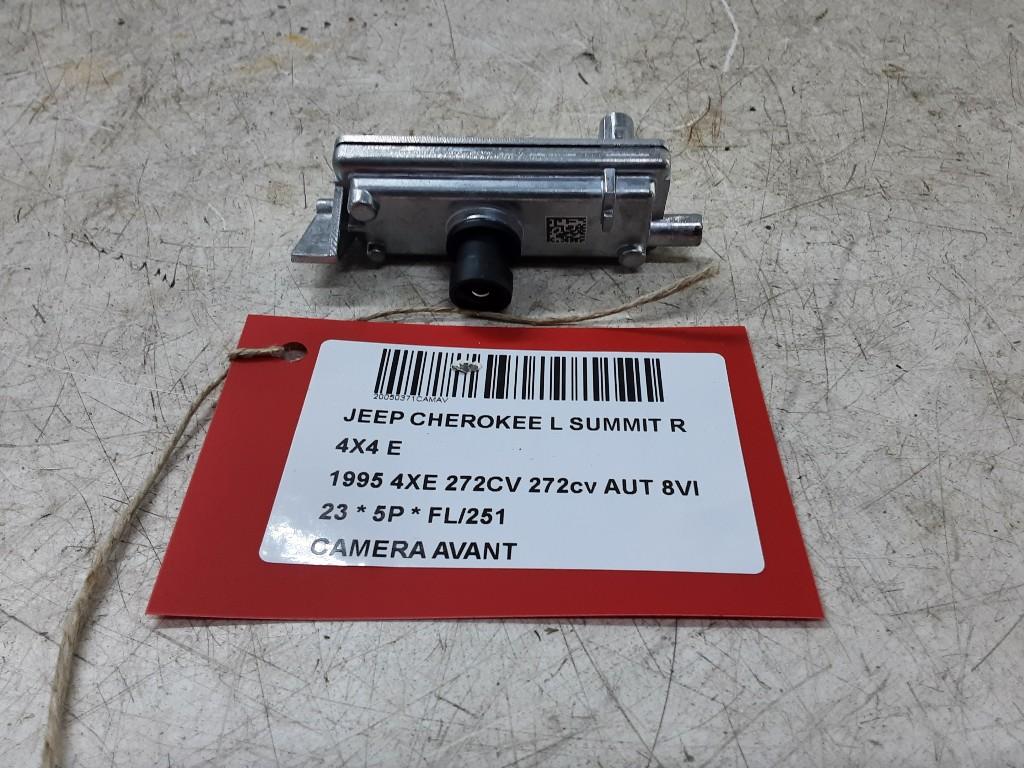 20050371CAMAV
JEEP CHEROKEE L SUMMIT R
4X4 E
1995 4XE 272CV 272cv AUT 8VI
23 * 5P * FL/251
CAMERA AVANT